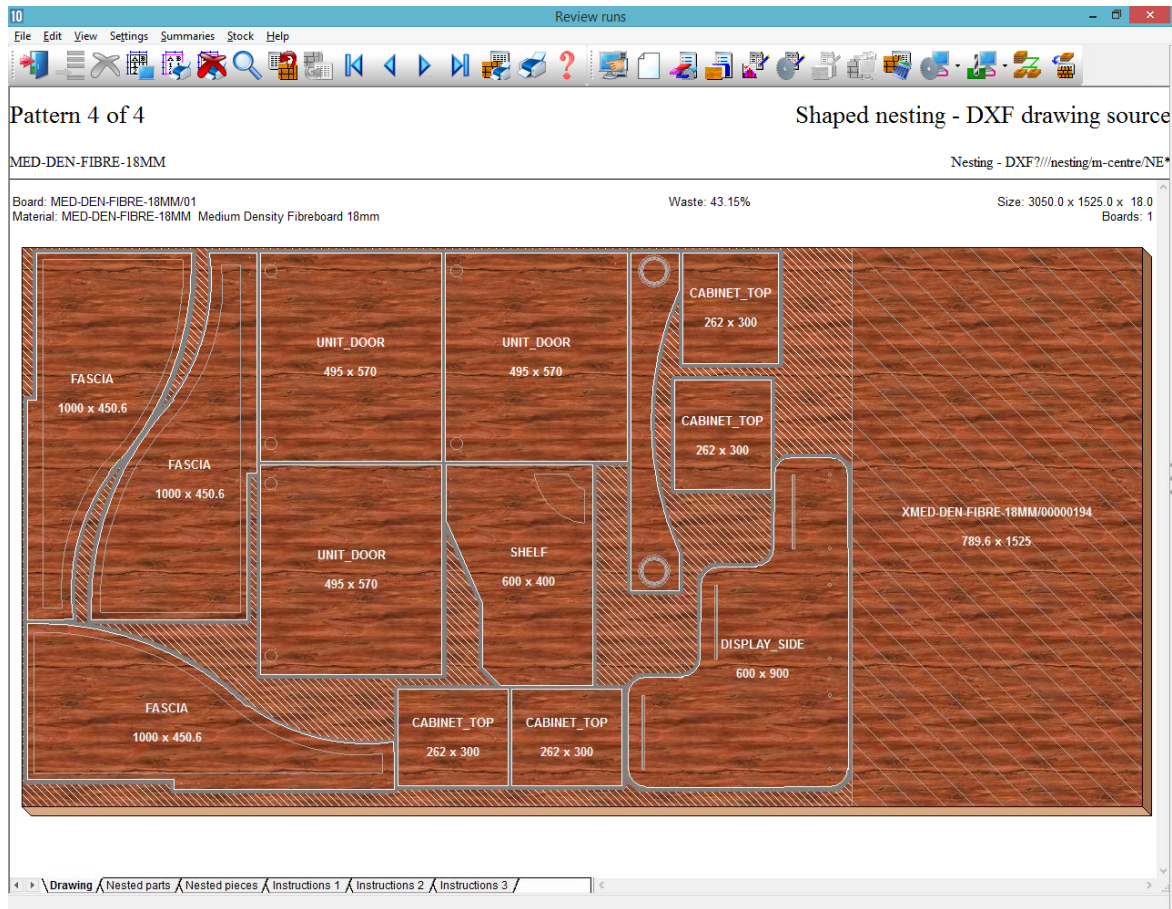 10
Review runs
File Edit View Settings Summaries Stock Help
Pattern 4 of 4
Shaped nesting - DXF drawing source
MED-DEN-FIBRE-18MM
Nesting - DXF?///nesting/m-centre/NE*
Board: MED-DEN-FIBRE-18MM/01
Waste: 43.15%
Size: 3050.0 x 1525.0 x 18.0
Material: MED-DEN-FIBRE-18MM Medium Density Fibreboard 18mm
Boards: 1
CABINET_TOP
262 x 300
UNIT_DOOR
495 x 570
UNIT_DOOR
495 x 570
FASCIA
1000 x 450.6
CABINET_TOP
262 x 300
FASCIA
1000 x 450.6
XMED-DEN-FIBRE-18MM/00000194
789.6 x 1525
UNIT_DOOR
495 x 570
SHELF
600 x 400
DISPLAY_SIDE
600 x 900
FASCIA
1000 x 450.6
CABINET_TOP
262 x 300
CABINET_TOP
262 x 300
Drawing Nested parts Nested pieces Instructions 1 Instructions 2 Instructions 3